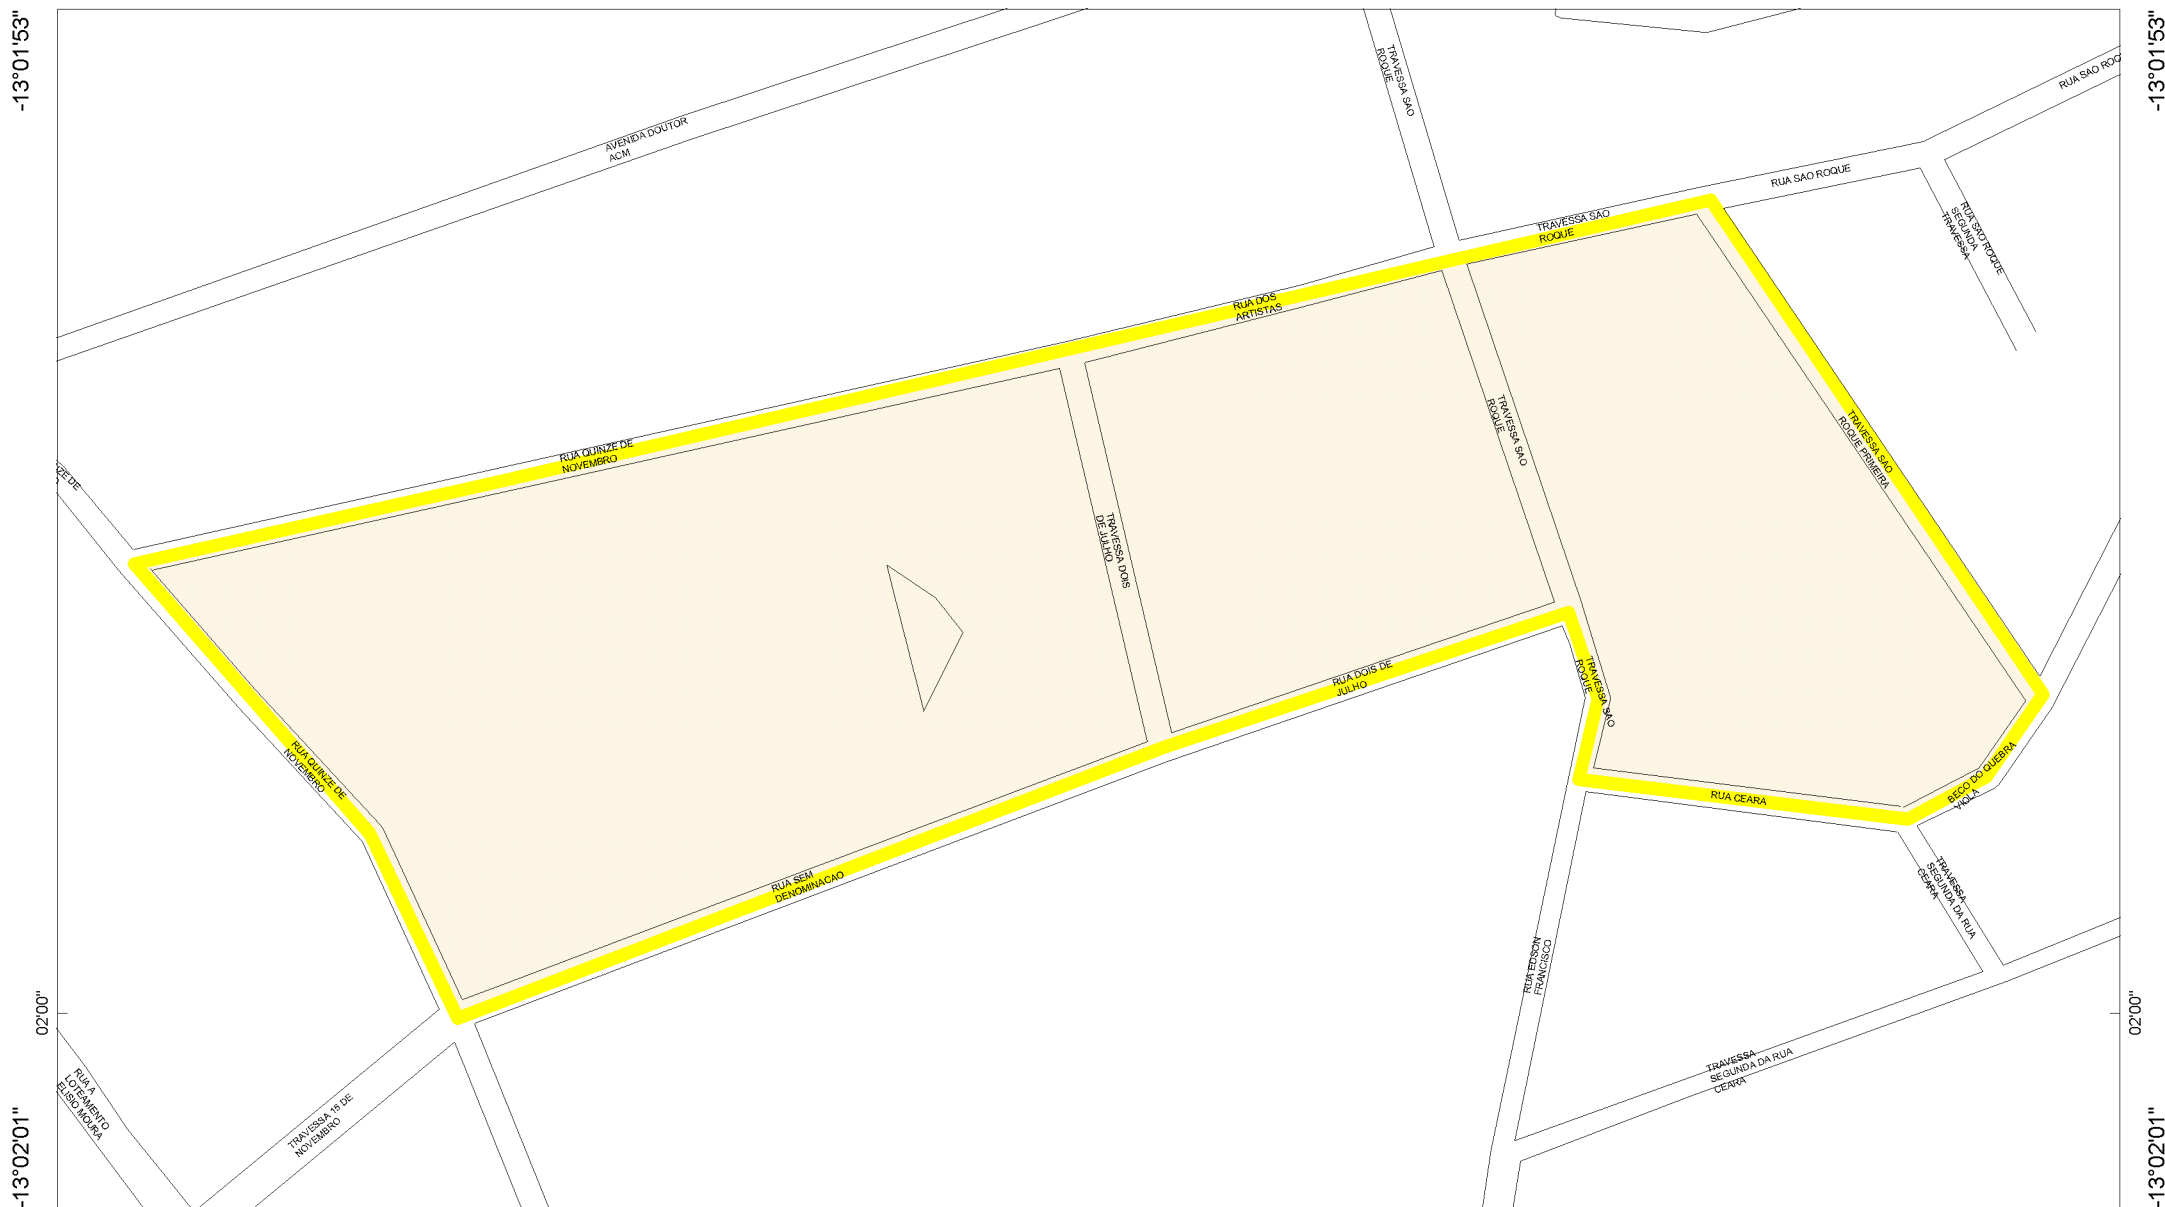 -13°01'53"
-13°01'53"
TRAVESSA SAO
ROQUE
RUA SAO
AVENIDA DOUTOR
ACM
RUA SAO ROQUE
TRAVESSA SAO
ROQUE
RUA SAO ROQUE
SEGUNDA
TRAVESSA
RUA DOS
ARTISTAS
RUA QUINZE DE
NOVEMBRO
ZE DE
TRAVESSA SAO
ROQUE
TRAVESSA SAO
ROQUE PRIMEIRA
TRAVESSA DOIS
DE JULHO
RUA DOIS DE
JULHO
TRAVESSA SAO
ROQUE
RUA QUINZE DE
NOVEMBRO
RUA CEARA
BECO DO QUEBRA
VIOLA
RUA SEM
DENOMINACAO
TRAVESSA
SEGUNDA DA RUA
CEARA
RUA EDSON
FRANCISCO
02'00"
02'00"
TRAVESSA
SEGUNDA DA RUA
CEARA
RUA A
LOTEAMENTO
ELISIO MOURA
TRAVESSA 15 DE
NOVEMBRO
-13°02'01"
-13°02'01"